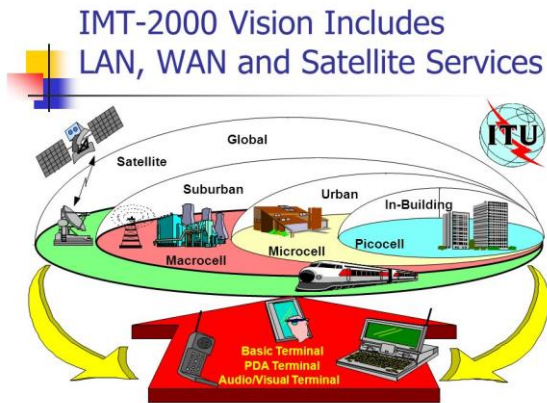 IMT-2000 Vision Includes
LAN, WAN and Satellite Services
ITU
Global
Satellite
Suburban
Urban
In-Building
Macrocell
Microcell
Picocell
Basic Terminal
PDA Terminal
Audio/Visual Terminal